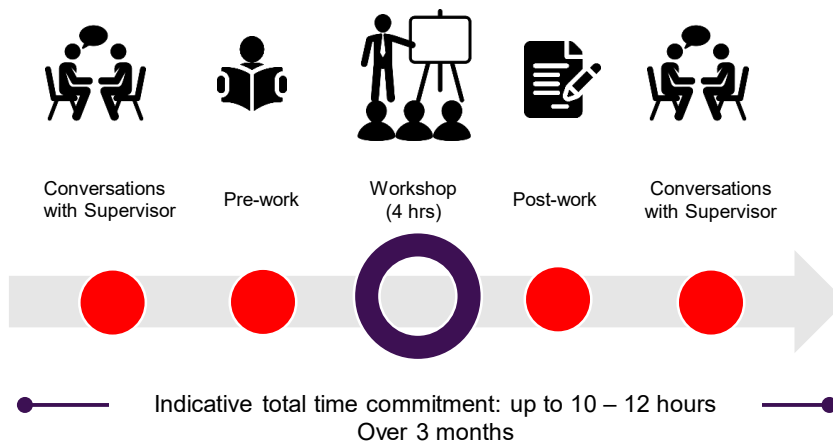 Conversations
with Supervisor
Pre-work
Workshop
(4 hrs)
Post-work
Conversations
with Supervisor
Indicative total time commitment: up to 10 – 12 hours
Over 3 months